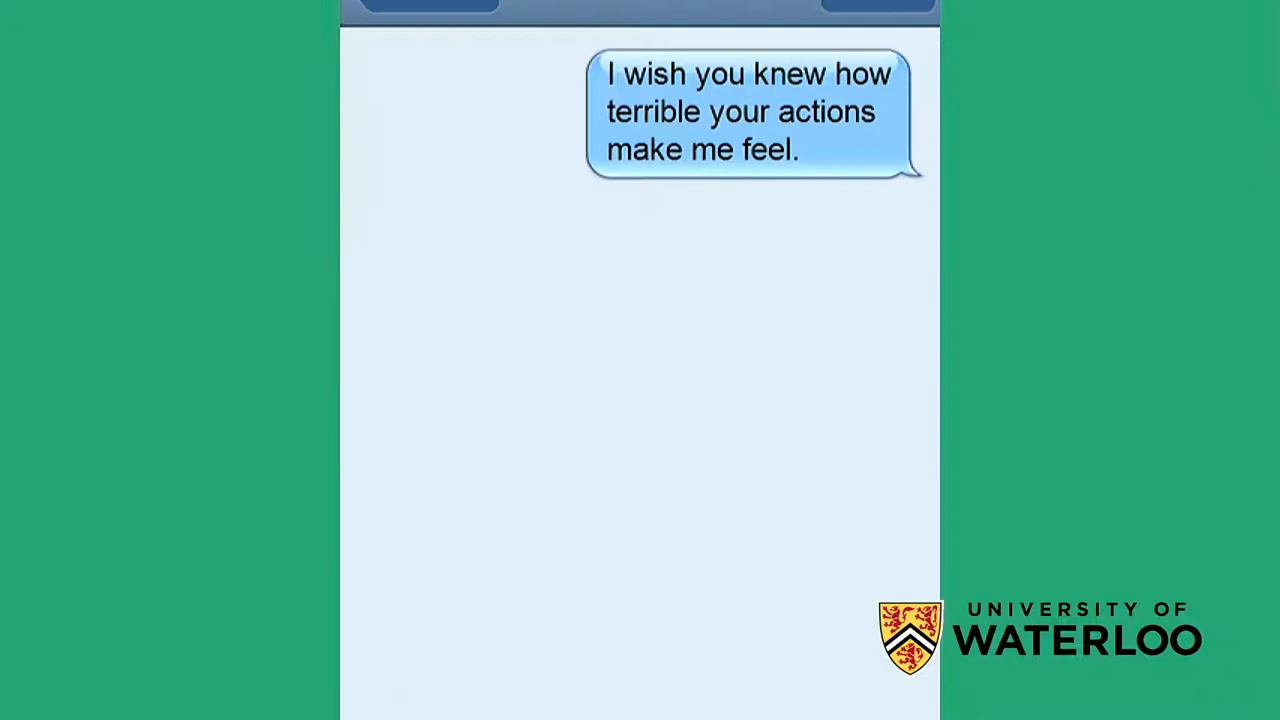 I wish you knew how
terrible your actions
make me feel.
UNIVERSITY OF
WATERLOO